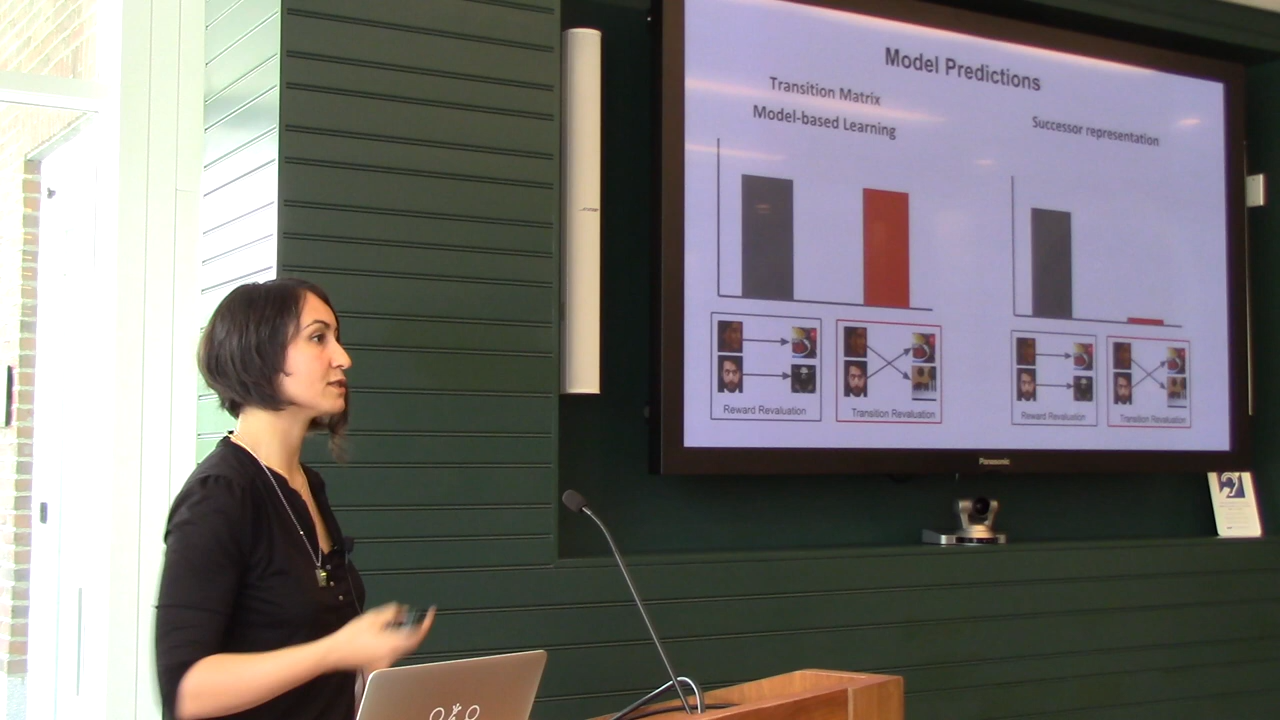 Model Predictions
Transition Matrix
Model-based Learning
Successor representation
Reward Revaluation
Transition Revaluation
Reward Revaluation
Transition Revaluation
Panasonic